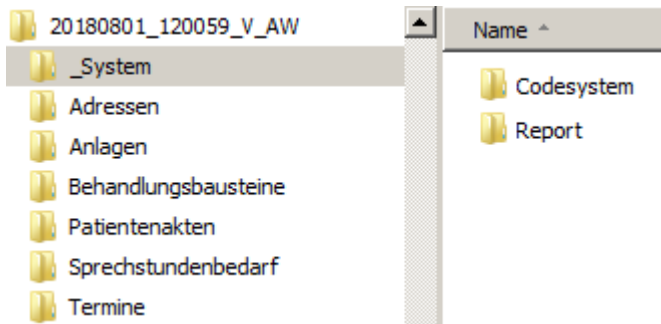 20180801_120059_V_AW
_System
Adressen
Anlagen
Behandlungsbausteine
Patientenakten
Sprechstundenbedarf
Termine
Name
Codesystem
Report